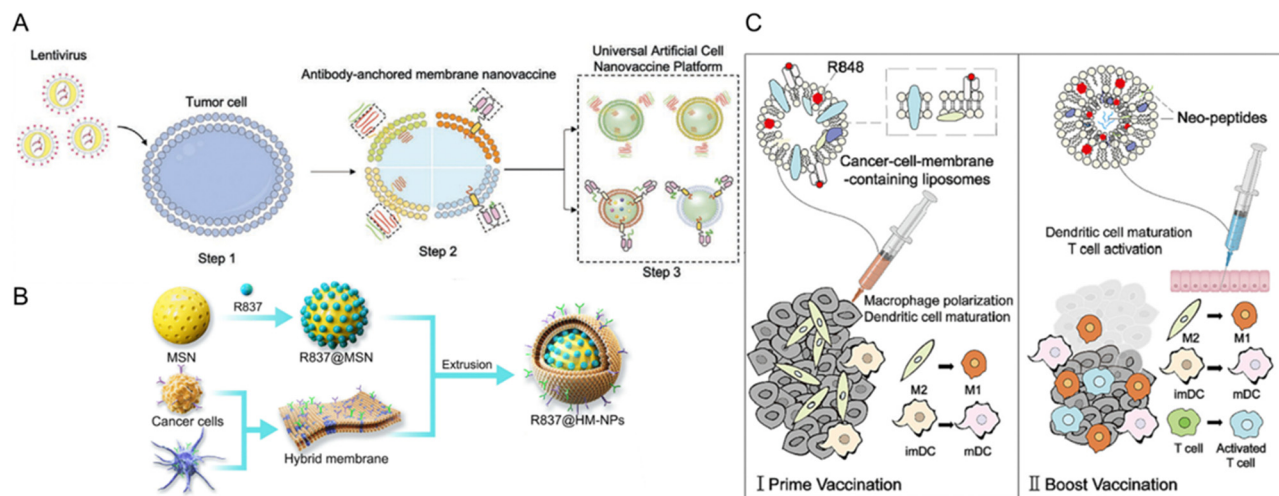 A
Lentivirus
Tumor cell
Step 1
Antibody-anchored membrane nanovaccine
Step 2
Universal Artificial Cell
Nanovaccine Platform
Step 3
B
R837
MSN
R837@MSN
Cancer cells
Hybrid membrane
Extrusion
R837@HM-NPs
C
R848
Cancer-cell-membrane
-containing liposomes
Macrophage polarization
Dendritic cell maturation
M2
M1
imDC
mDC
I Prime Vaccination
Neo-peptides
Dendritic cell maturation
T cell activation
M2
M1
imDC
mDC
T cell
Activated
T cell
II Boost Vaccination